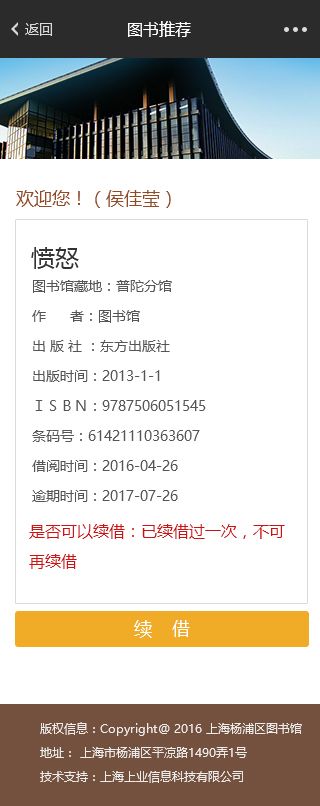 返回
图书推荐
欢迎您！（侯佳莹）
愤怒
图书馆藏地：普陀分馆
作 者：图书馆
出 版 社 ：东方出版社
出版时间：2013-1-1
ＩＳＢＮ：9787506051545
条码号：61421110363607
借阅时间：2016-04-26
逾期时间：2017-07-26
是否可以续借：已续借过一次，不可
再续借
续 借
版权信息：Copyright@ 2016 上海杨浦区图书馆
地址： 上海市杨浦区平凉路1490弄1号
技术支持：上海上业信息科技有限公司